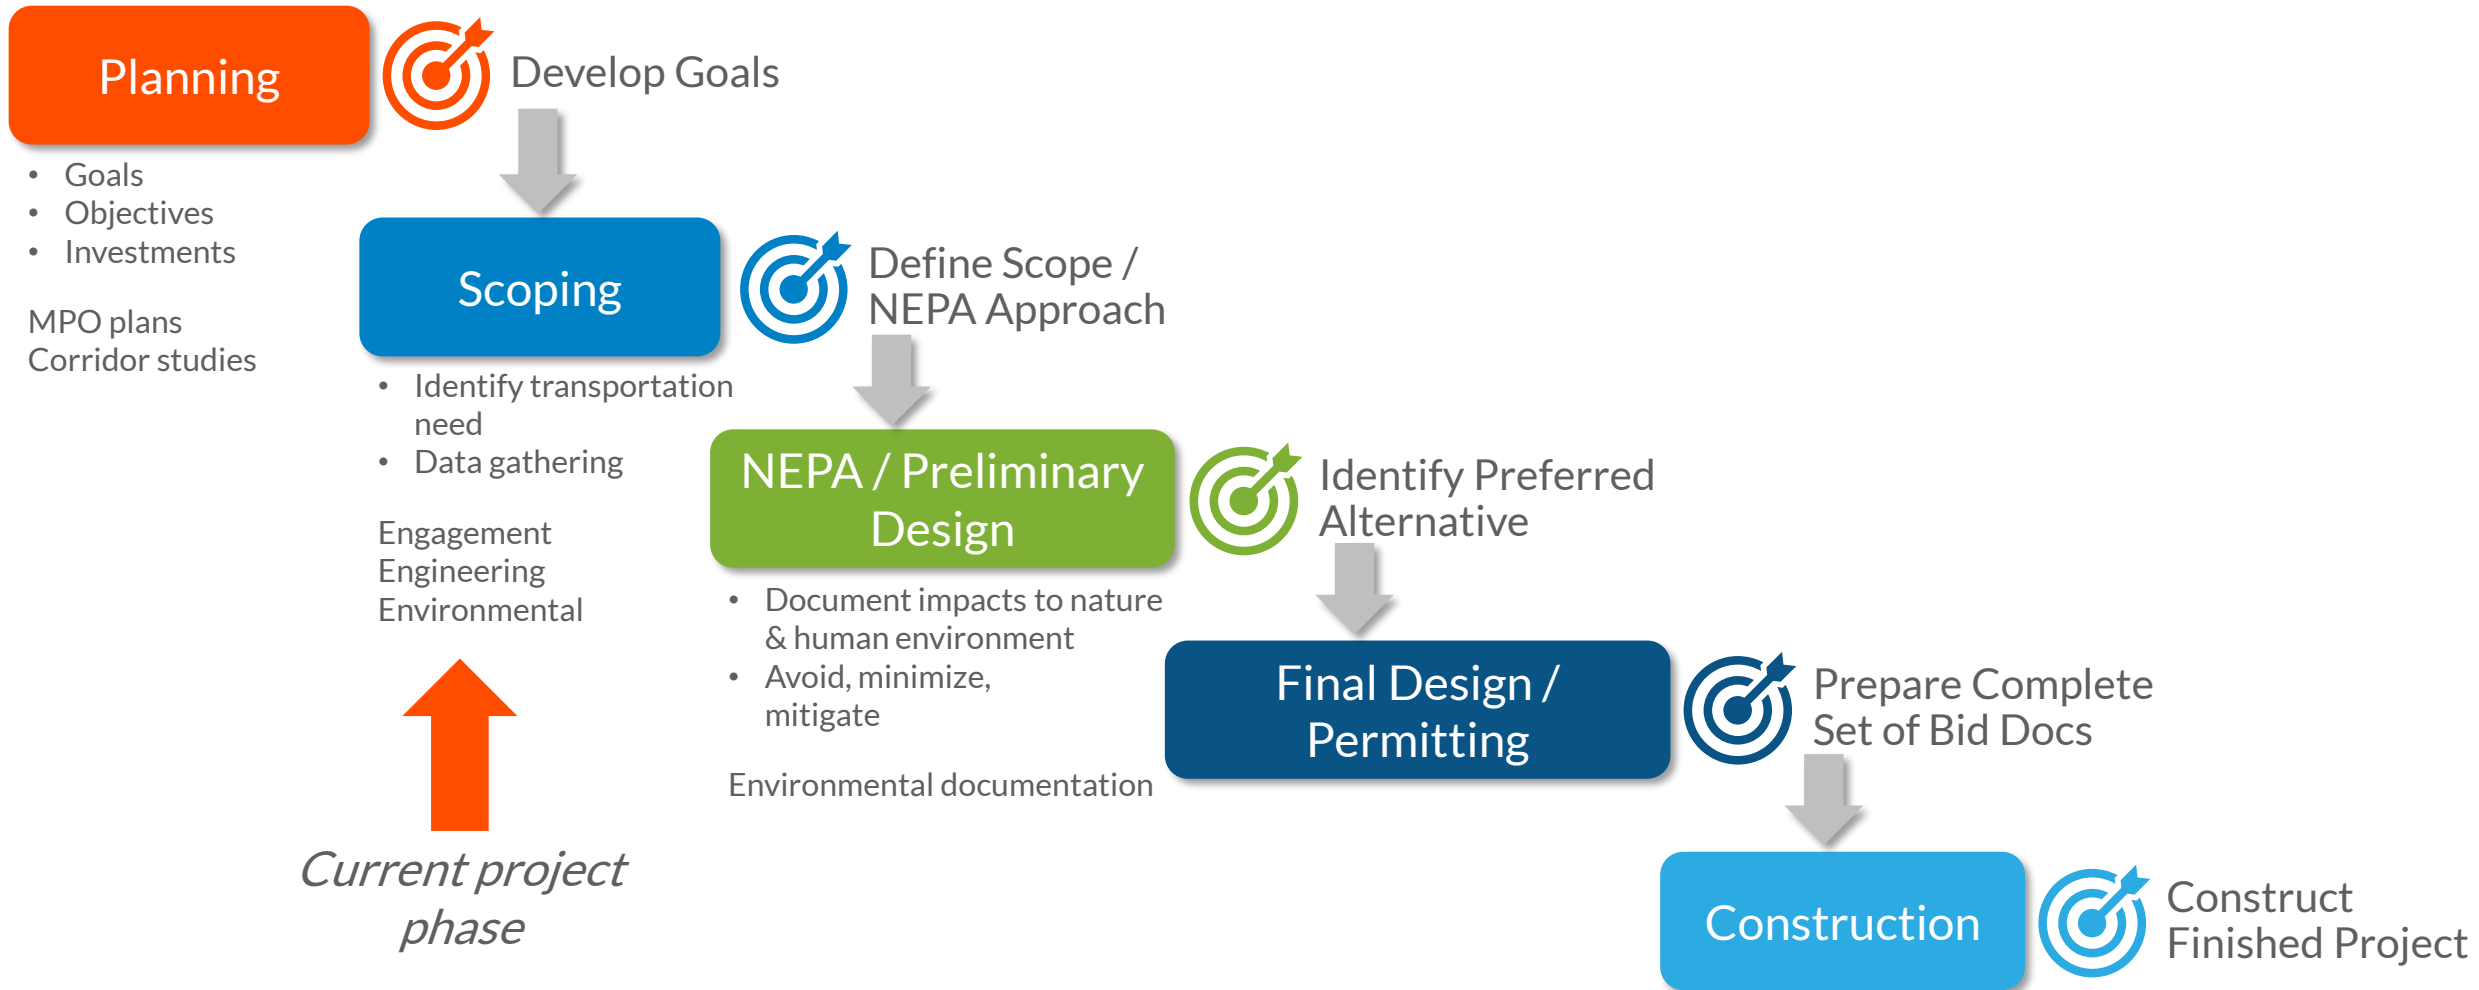 Planning
Develop Goals
• Goals
• Objectives
• Investments
MPO plans
Corridor studies
Scoping
Define Scope /
NEPA Approach
• Identify transportation
need
• Data gathering
Engagement
Engineering
Environmental
NEPA / Preliminary
Design
Identify Preferred
Alternative
• Document impacts to nature
& human environment
• Avoid, minimize,
mitigate
Environmental documentation
Final Design /
Permitting
Prepare Complete
Set of Bid Docs
Current project
phase
Construction
Construct
Finished Project